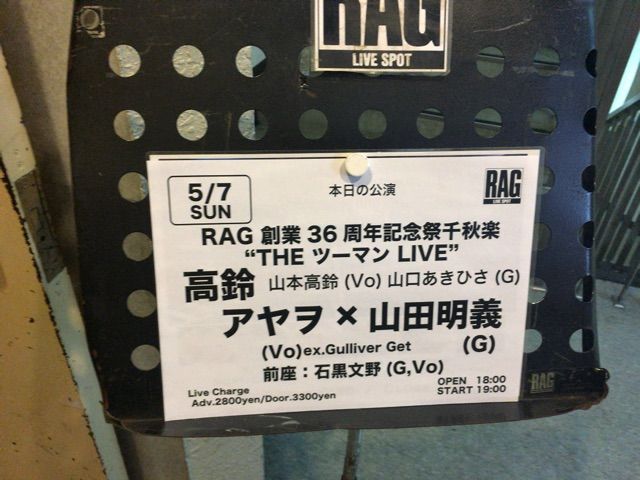 RAG
LIVE SPOT
5/7
SUN
本日の公演
RAG
LIVE SPOT
RAG 創業 36 周年記念祭千秋楽
“THE ツーマン LIVE”
高鈴 山本高鈴 (Vo) 山口あきひさ (G)
アヤヲ × 山田明義
(Vo)ex.Gulliver Get (G)
前座：石黒文野 (G,Vo)
Live Charge
Adv.2800yen/Door.3300yen
OPEN 18:00
START 19:00
RAG